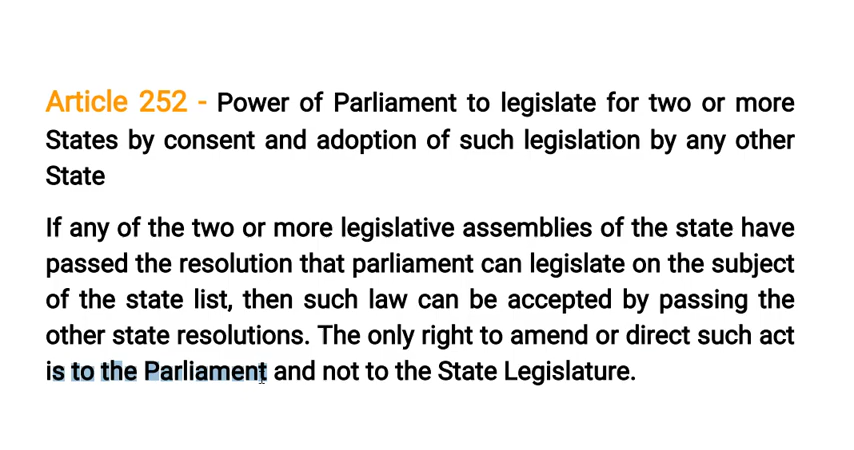 Article 252 - Power of Parliament to legislate for two or more
States by consent and adoption of such legislation by any other
State
If any of the two or more legislative assemblies of the state have
passed the resolution that parliament can legislate on the subject
of the state list, then such law can be accepted by passing the
other state resolutions. The only right to amend or direct such act
is to the Parliament and not to the State Legislature.